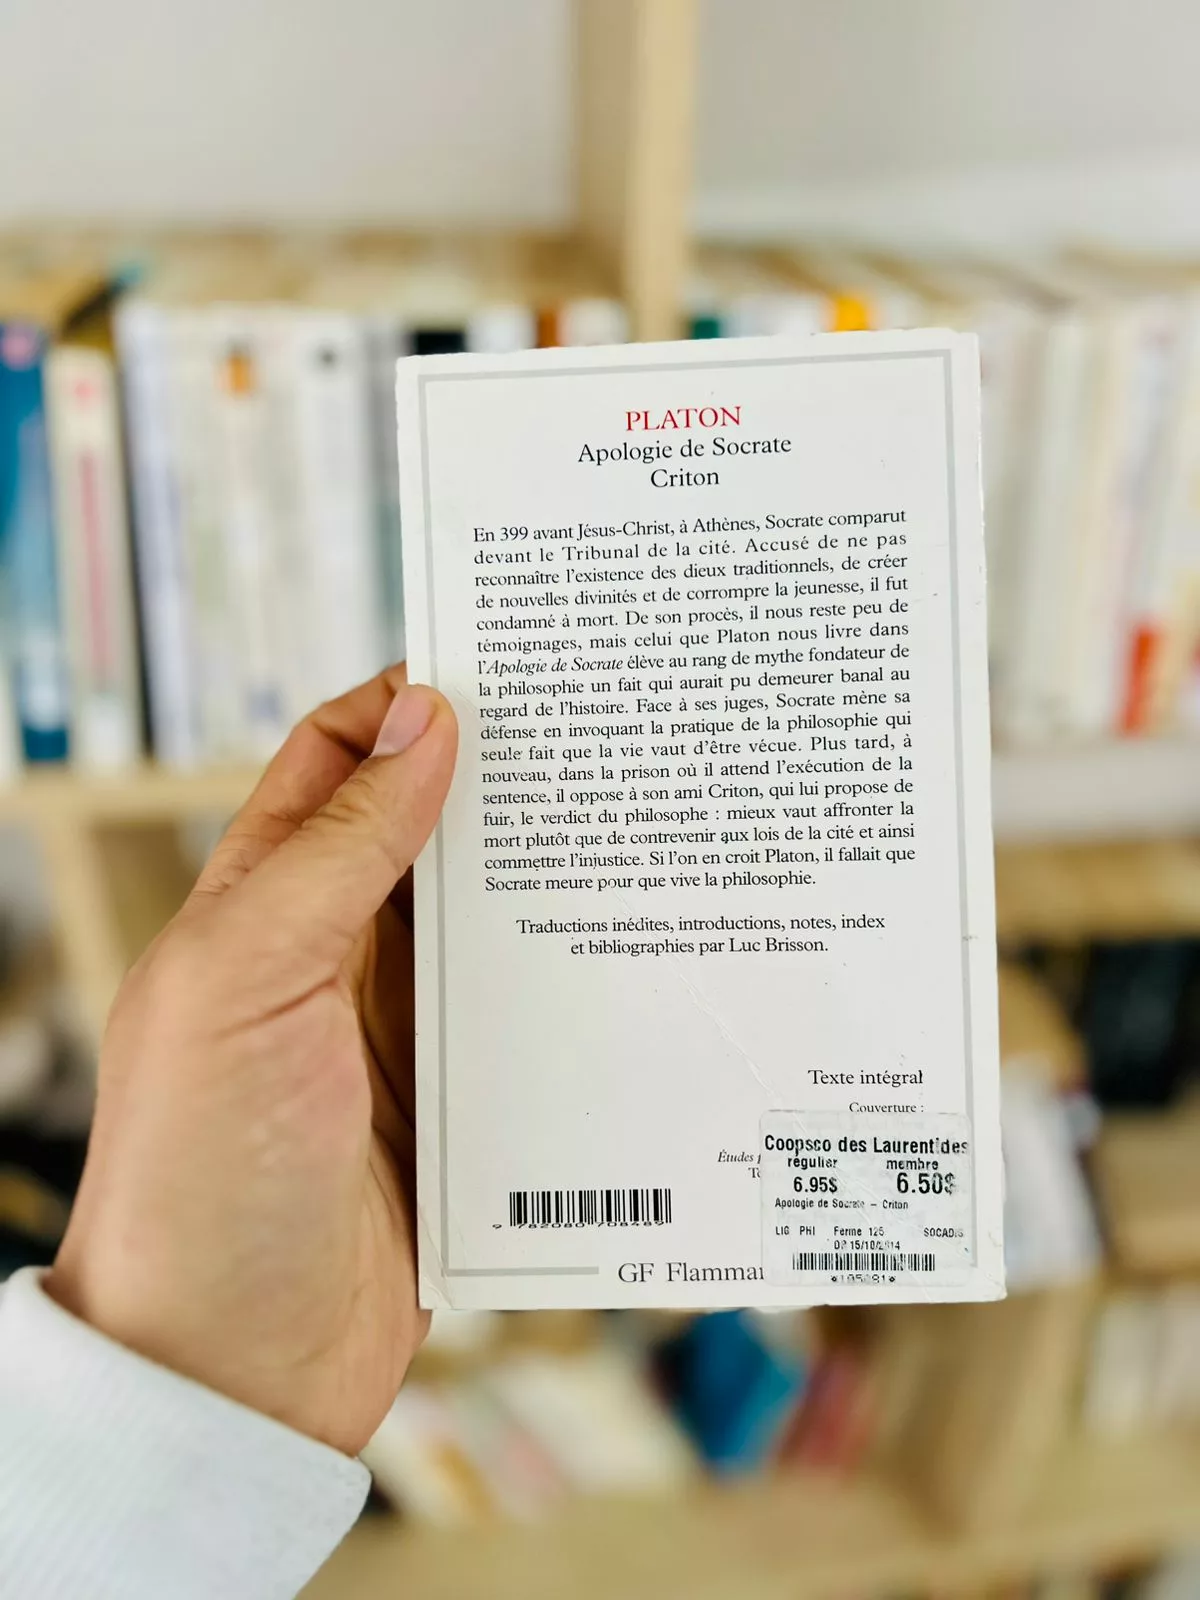 PLATON
Apologie de Socrate
Criton
En 399 avant Jésus-Christ, à Athènes, Socrate comparut
devant le Tribunal de la cité. Accusé de ne pas
reconnaître l'existence des dieux traditionnels, de créer
de nouvelles divinités et de corrompre la jeunesse, il fut
condamné à mort. De son procès, il nous reste peu de
témoignages, mais celui que Platon nous livre dans
l'Apologie de Socrate élève au rang de mythe fondateur de
la philosophie un fait qui aurait pu demeurer banal au
regard de l'histoire. Face à ses juges, Socrate mène sa
défense en invoquant la pratique de la philosophie qui
seule fait que la vie vaut d'être vécue. Plus tard, à
nouveau, dans la prison où il attend l'exécution de la
sentence, il oppose à son ami Criton, qui lui propose de
fuir, le verdict du philosophe : mieux vaut affronter la
mort plutôt que de contrevenir aux lois de la cité et ainsi
commettre l'injustice. Si l'on en croit Platon, il fallait que
Socrate meure pour que vive la philosophie.
Traductions inédites, introductions, notes, index
et bibliographies par Luc Brisson.
Texte intégral
Couverture :
Études
Coopsco des Laurentides
régulier membre
6.95$ 6.50$
Apologie de Socrate – Criton
LIG PHI Ferme 125 SOCADIS
9 782080 708489
GF Flammar